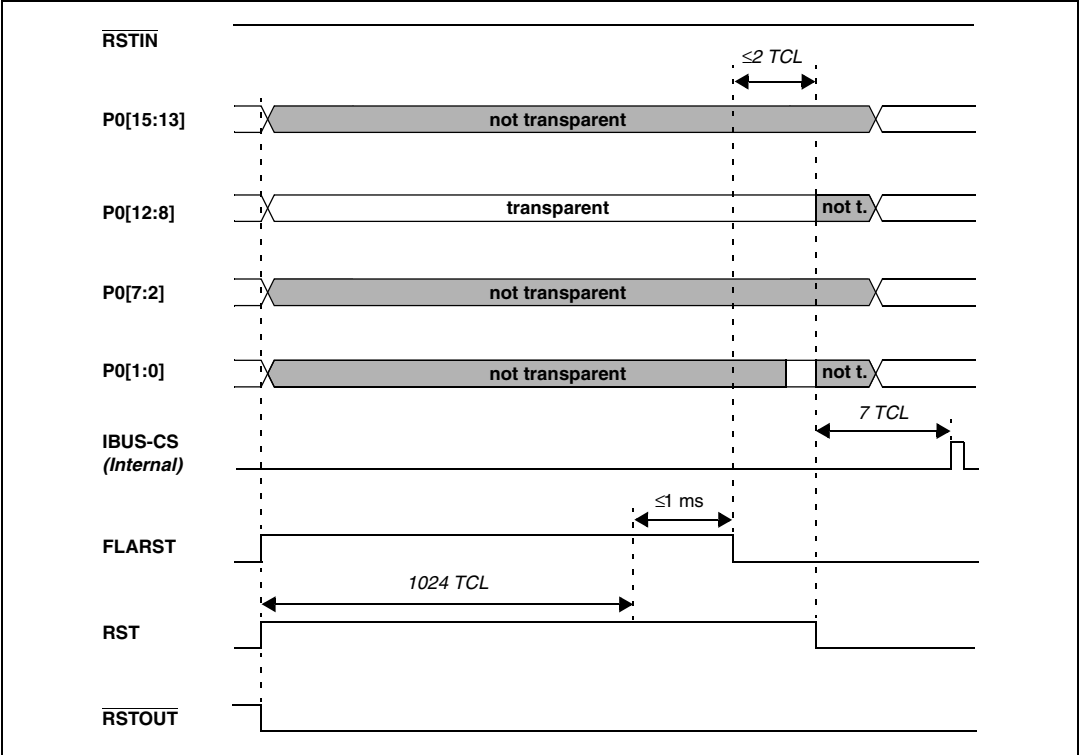 RSTIN
≤2 TCL
P0[15:13]
not transparent
P0[12:8]
transparent
not t.
P0[7:2]
not transparent
P0[1:0]
not transparent
not t.
7 TCL
IBUS-CS
(Internal)
≤1 ms
FLARST
1024 TCL
RST
RSTOUT